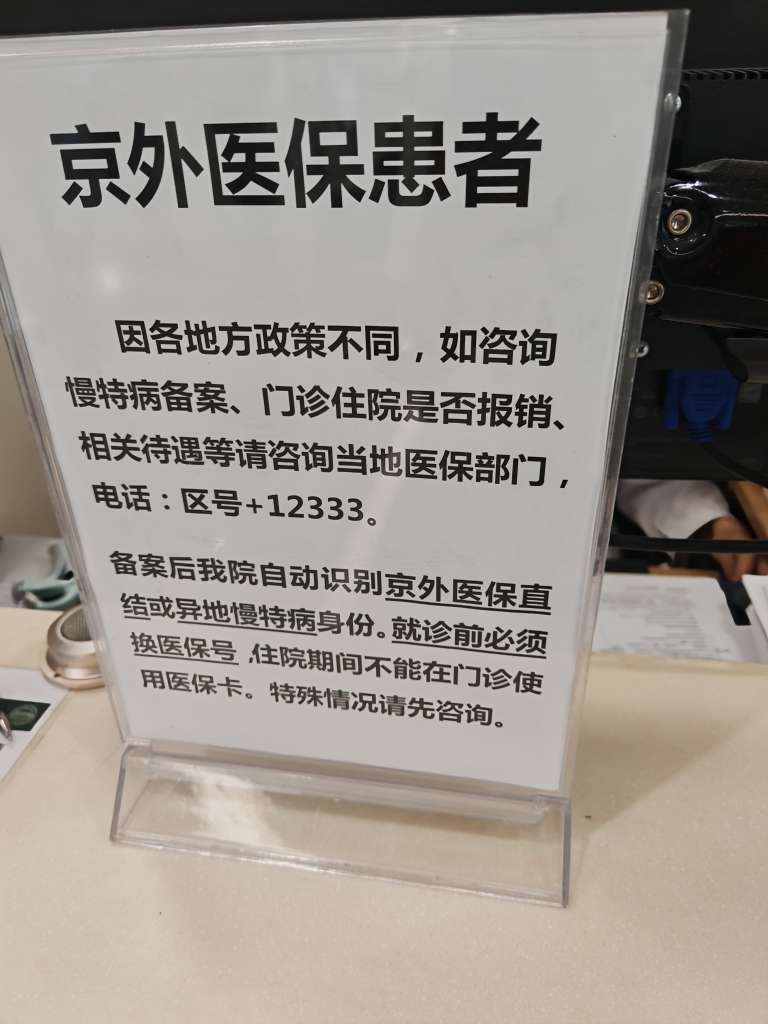 京外医保患者
因各地方政策不同，如咨询
慢特病备案、门诊住院是否报销、
相关待遇等请咨询当地医保部门，
电话：区号+12333。
备案后我院自动识别京外医保直
结或异地慢特病身份。就诊前必须
换医保号，住院期间不能在门诊使
用医保卡。特殊情况请先咨询。